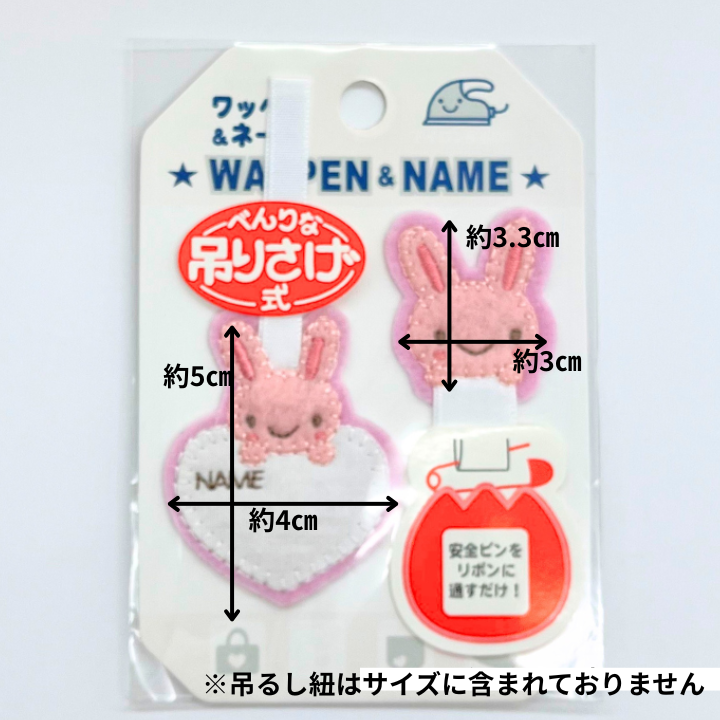 ワッペ
&ネー
★ WAPPEN & NAME ★
べんりな
吊りさげ
式
約3.3㎝
約3㎝
約5㎝
NAME
約4㎝
安全ピンを
リボンに
通すだけ!
※吊るし紐はサイズに含まれておりません